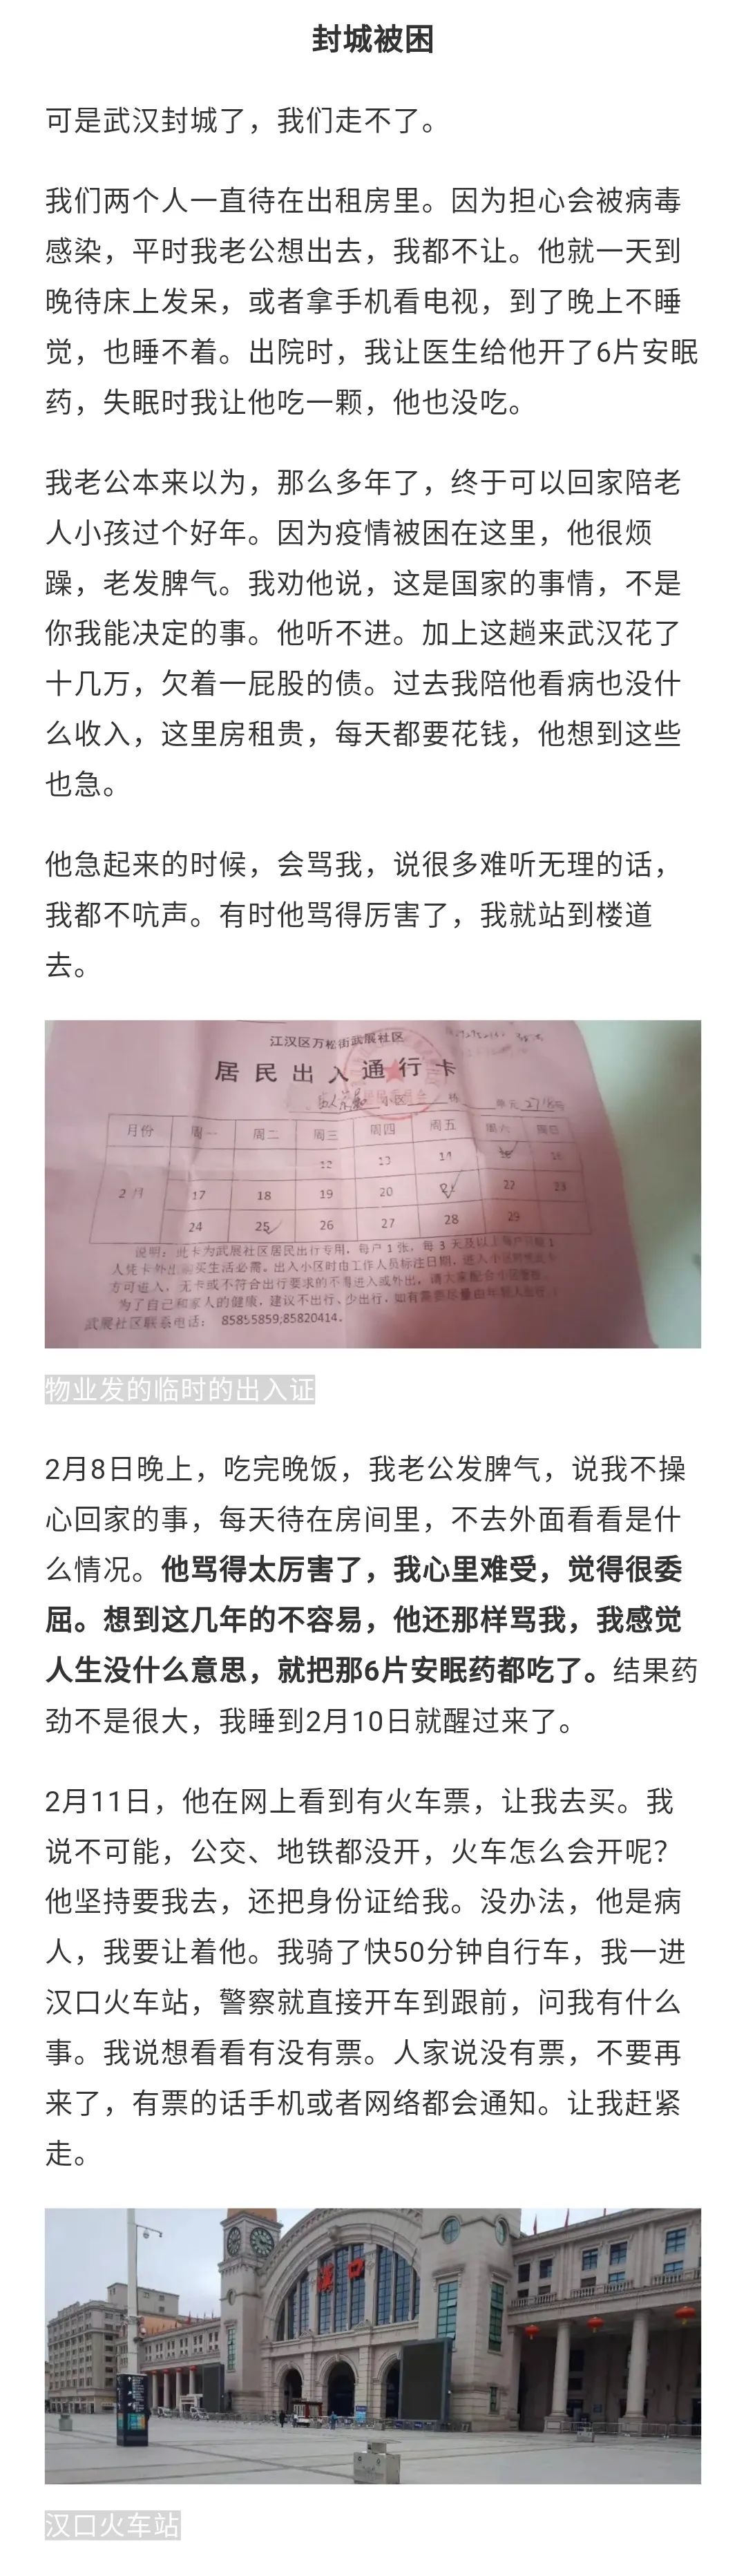 封城被困
可是武汉封城了，我们走不了。
我们两个人一直待在出租房里。因为担心会被病毒
感染，平时我老公想出去，我都不让。他就一天到
晚待床上发呆，或者拿手机看电视，到了晚上不睡
觉，也睡不着。出院时，我让医生给他开了6片安眠
药，失眠时我让他吃一颗，他也没吃。
我老公本来以为，那么多年了，终于可以回家陪老
人小孩过个好年。因为疫情被困在这里，他很烦
躁，老发脾气。我劝他说，这是国家的事情，不是
你我能决定的事。他听不进。加上这趟来武汉花了
十几万，欠着一屁股的债。过去我陪他看病也没什
么收入，这里房租贵，每天都要花钱，他想到这些
也急。
他急起来的时候，会骂我，说很多难听无理的话，
我都不吭声。有时他骂得厉害了，我就站到楼道
去。
江汉区万松街武展社区
居民出入通行卡
小区 栋 单元
月份 周一 周二 周三 周四 周五 周六 周日
12 13 14 16
2月 17 18 19 20 21 22 23
24 25 26 27 28 29
说明：此卡为武展社区居民出行专用，每户1张，每3天及以上每户只能1
人凭卡外出购买生活必需，出入小区时由工作人员标注日期，进入小区时凭此卡
方可进入，无卡或不符合出行要求的不得进入或外出，请大家配合
为了自己和家人的健康，建议不出行、少出行，如有需要尽量由年轻人出行
武展社区联系电话： 85855859;85820414.
物业发的临时的出入证
2月8日晚上，吃完晚饭，我老公发脾气，说我不操
心回家的事，每天待在房间里，不去外面看看是什
么情况。他骂得太厉害了，我心里难受，觉得很委
屈。想到这几年的不容易，他还那样骂我，我感觉
人生没什么意思，就把那6片安眠药都吃了。结果药
劲不是很大，我睡到2月10日就醒过来了。
2月11日，他在网上看到有火车票，让我去买。我
说不可能，公交、地铁都没开，火车怎么会开呢？
他坚持要我去，还把身份证给我。没办法，他是病
人，我要让着他。我骑了快50分钟自行车，我一进
汉口火车站，警察就直接开车到跟前，问我有什么
事。我说想看看有没有票。人家说没有票，不要再
来了，有票的话手机或者网络都会通知。让我赶紧
走。
汉口
汉口火车站